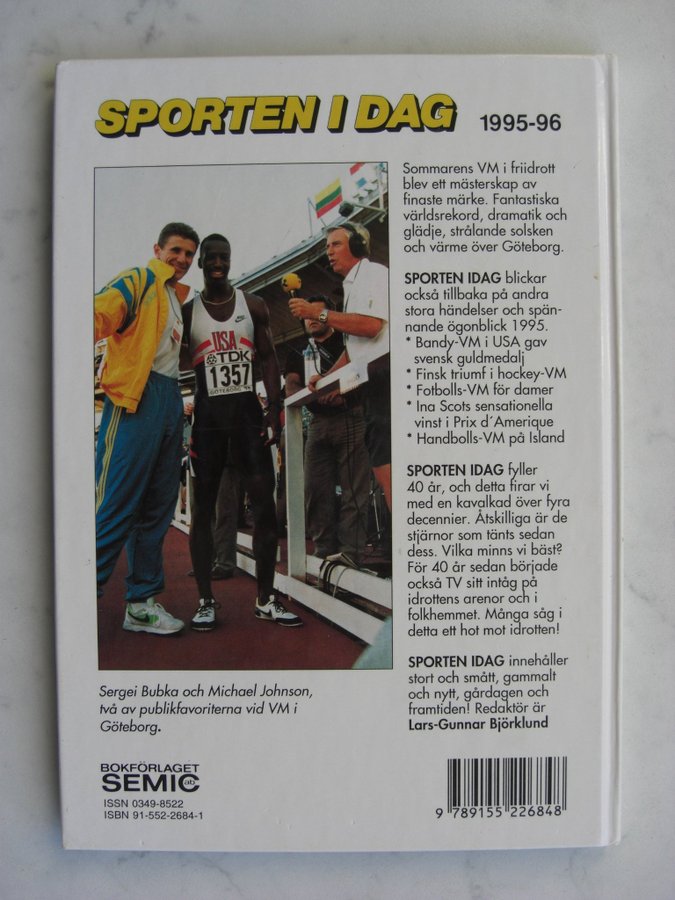 SPORTEN I DAG 1995-96
Sommarens VM i friidrott
blev ett mästerskap av
finaste märke. Fantastiska
världsrekord, dramatik och
glädje, strålande solsken
och värme över Göteborg.
SPORTEN IDAG blickar
också tillbaka på andra
stora händelser och spän-
nande ögonblick 1995.
* Bandy-VM i USA gav
svensk guldmedalj
* Finsk triumf i hockey-VM
* Fotbolls-VM för damer
* Ina Scots sensationella
vinst i Prix d´Amerique
* Handbolls-VM på Island
SPORTEN IDAG fyller
40 år, och detta firar vi
med en kavalkad över fyra
decennier. Åtskilliga är de
stjärnor som tänts sedan
dess. Vilka minns vi bäst?
För 40 år sedan började
också TV sitt intåg på
idrottens arenor och i
folkhemmet. Många såg i
detta ett hot mot idrotten!
SPORTEN IDAG innehåller
stort och smått, gammalt
och nytt, gårdagen och
framtiden! Redaktör är
Lars-Gunnar Björklund
USA
TDK
1357
GÖTEBORG
Sergei Bubka och Michael Johnson,
två av publikfavoriterna vid VM i
Göteborg.
BOKFÖRLAGET
SEMIC ab
ISSN 0349-8522
ISBN 91-552-2684-1
9 789155 226848